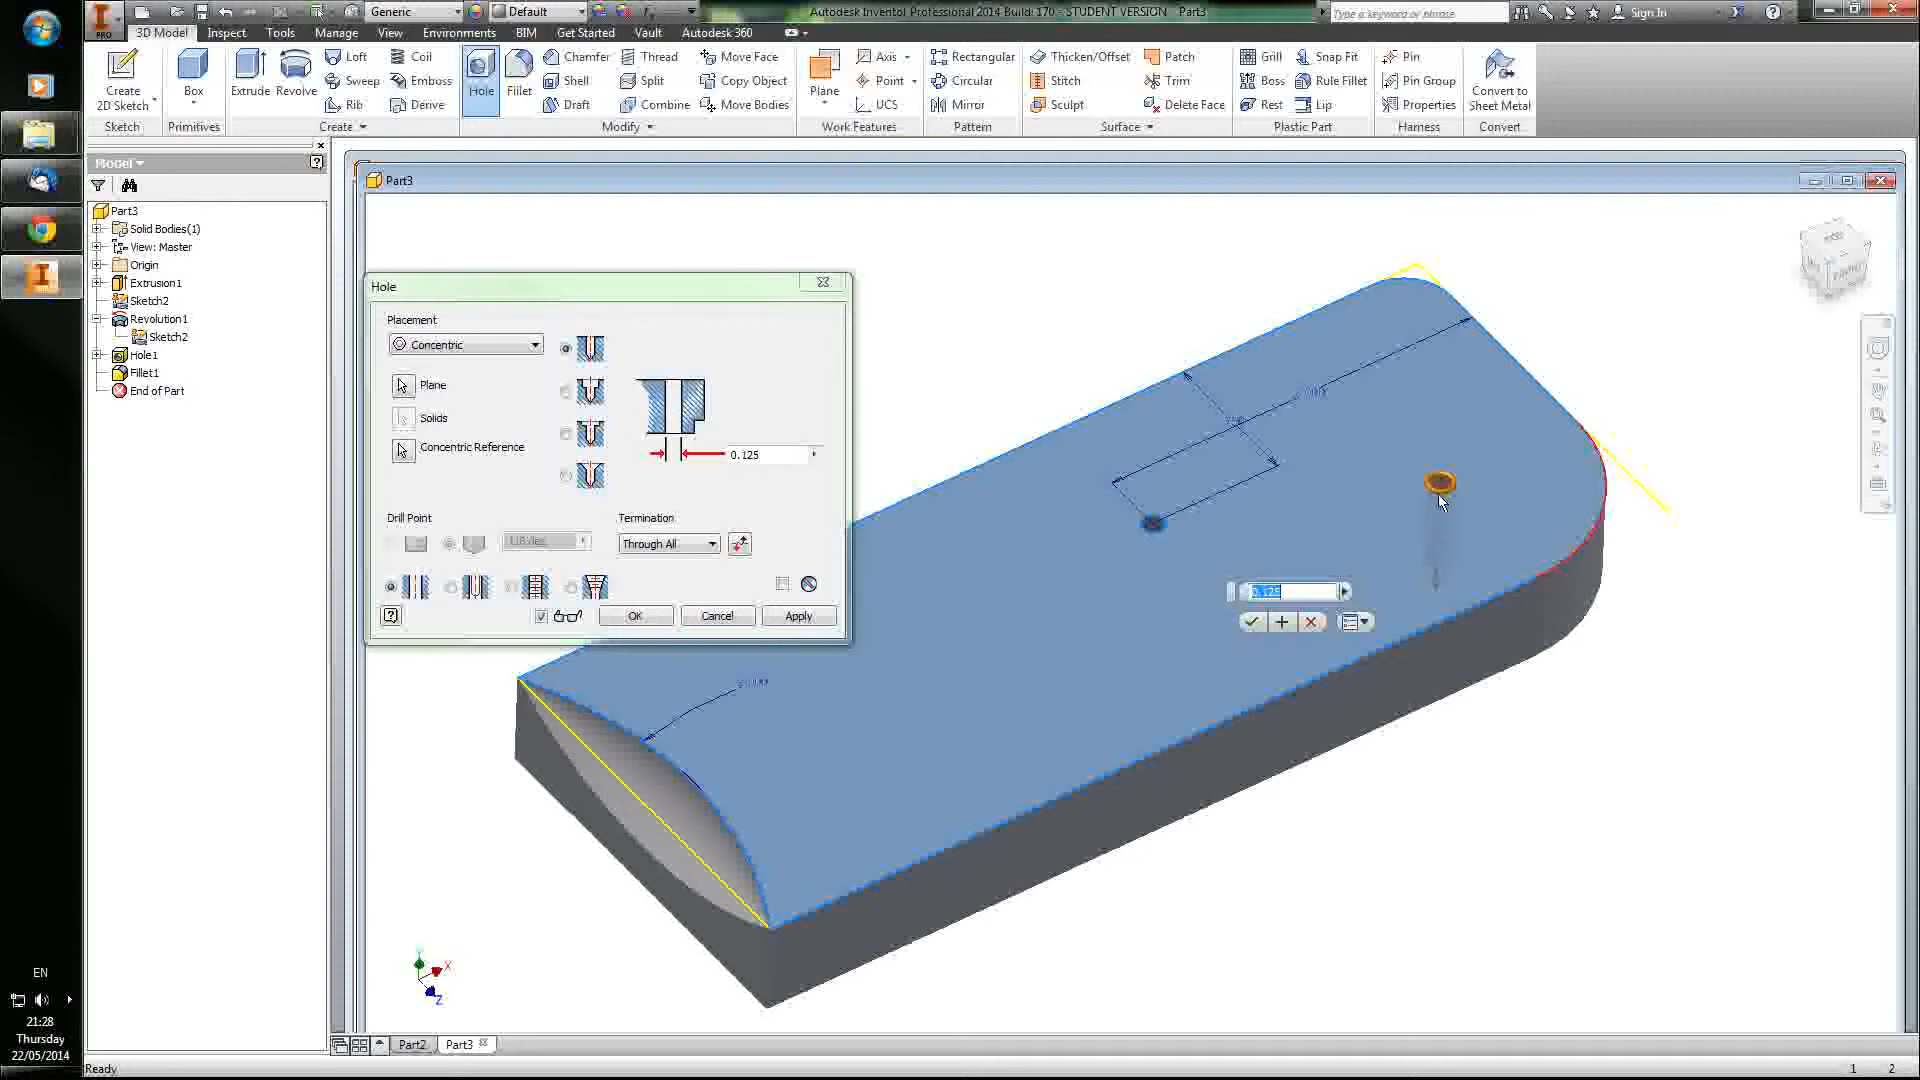 Generic
Default
Autodesk Inventor Professional 2014 Build: 170 - STUDENT VERSION Part3
Type a keyword or phrase
Sign In
PRO
3D Model
Inspect
Tools
Manage
View
Environments
BIM
Get Started
Vault
Autodesk 360
Create
2D Sketch
Box
Extrude
Revolve
Loft
Sweep
Rib
Coil
Emboss
Derive
Hole
Fillet
Chamfer
Shell
Draft
Thread
Split
Combine
Move Face
Copy Object
Move Bodies
Plane
Axis
Point
UCS
Rectangular
Circular
Mirror
Thicken/Offset
Stitch
Sculpt
Patch
Trim
Delete Face
Grill
Boss
Rest
Snap Fit
Rule Fillet
Lip
Pin
Pin Group
Properties
Convert to
Sheet Metal
Sketch
Primitives
Create
Modify
Work Features
Pattern
Surface
Plastic Part
Harness
Convert
Model
Part3
Solid Bodies(1)
View: Master
Origin
Extrusion1
Sketch2
Revolution1
Sketch2
Hole1
Fillet1
End of Part
Part3
Hole
Placement
Concentric
Plane
Solids
Concentric Reference
0.125
Drill Point
Termination
Through All
OK
Cancel
Apply
0.125
X
Z
EN
21:28
Thursday
22/05/2014
Part2
Part3
Ready
1 2